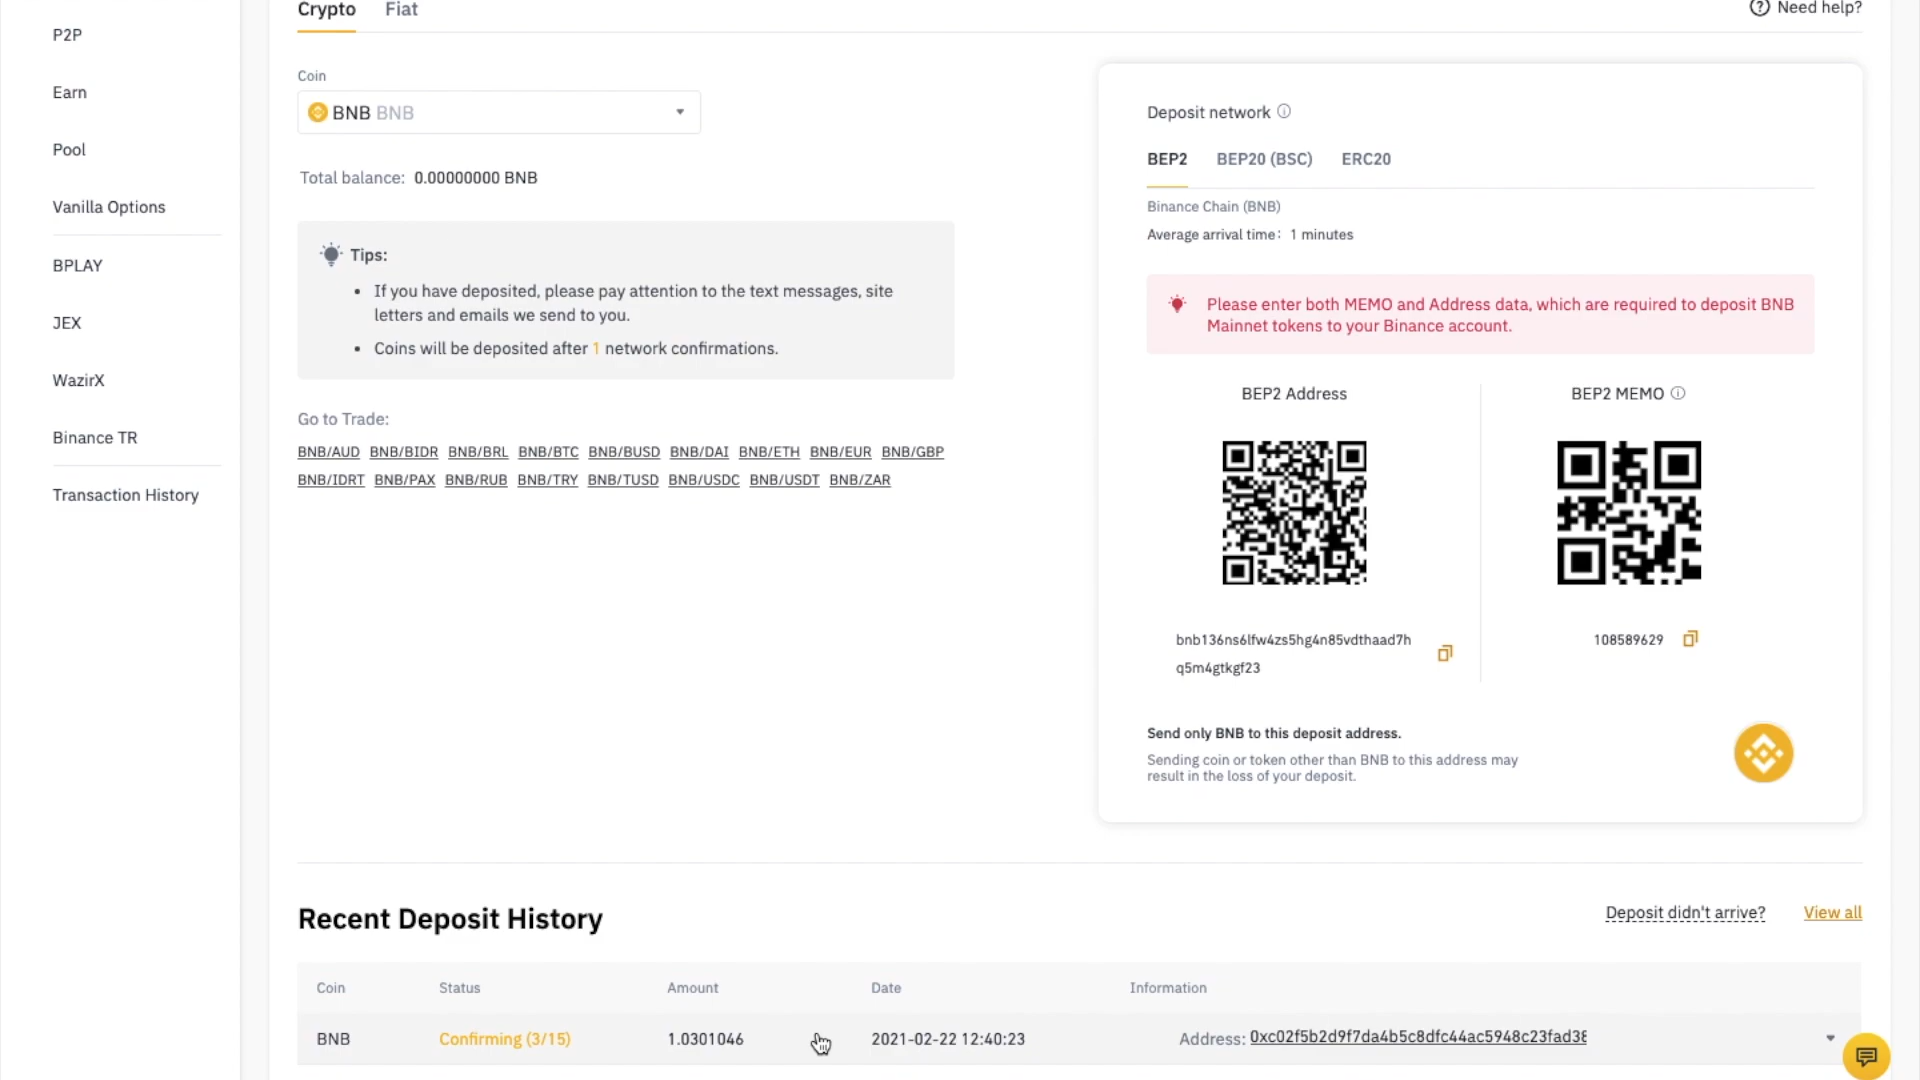 Crypto
Fiat
Need help?
P2P
Earn
Pool
Vanilla Options
BPLAY
JEX
WazirX
Binance TR
Transaction History
Coin
BNB BNB
Total balance: 0.00000000 BNB
Tips:
• If you have deposited, please pay attention to the text messages, site
letters and emails we send to you.
• Coins will be deposited after 1 network confirmations.
Go to Trade:
BNB/AUD BNB/BIDR BNB/BRL BNB/BTC BNB/BUSD BNB/DAI BNB/ETH BNB/EUR BNB/GBP
BNB/IDRT BNB/PAX BNB/RUB BNB/TRY BNB/TUSD BNB/USDC BNB/USDT BNB/ZAR
Deposit network
BEP2 BEP20 (BSC) ERC20
Binance Chain (BNB)
Average arrival time: 1 minutes
Please enter both MEMO and Address data, which are required to deposit BNB
Mainnet tokens to your Binance account.
BEP2 Address
bnb136ns6lfw4zs5hg4n85vdthaad7h
q5m4gtkgf23
BEP2 MEMO
108589629
Send only BNB to this deposit address.
Sending coin or token other than BNB to this address may
result in the loss of your deposit.
Recent Deposit History
Deposit didn't arrive? View all
Coin Status Amount Date Information
BNB Confirming (3/15) 1.0301046 2021-02-22 12:40:23 Address: 0xc02f5b2d9f7da4b5c8dfc44ac5948c23fad38